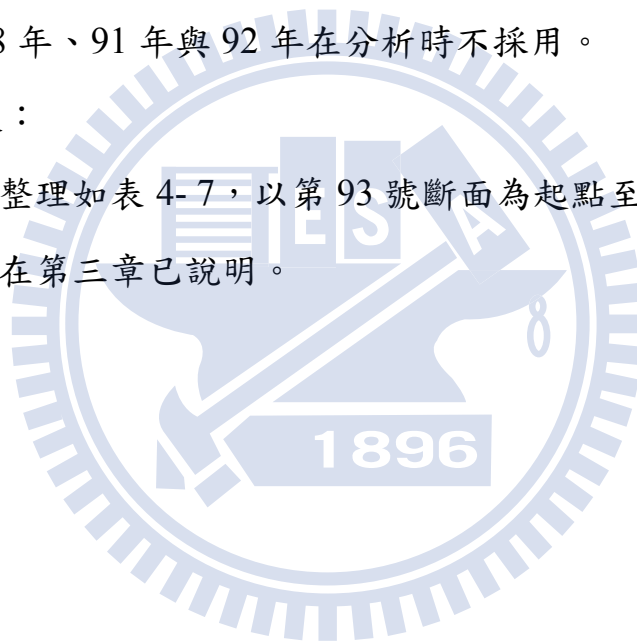 8 年、91 年與 92 年在分析時不採用。
：
整理如表 4- 7，以第 93 號斷面為起點至
在第三章已說明。
E S A
8
1896